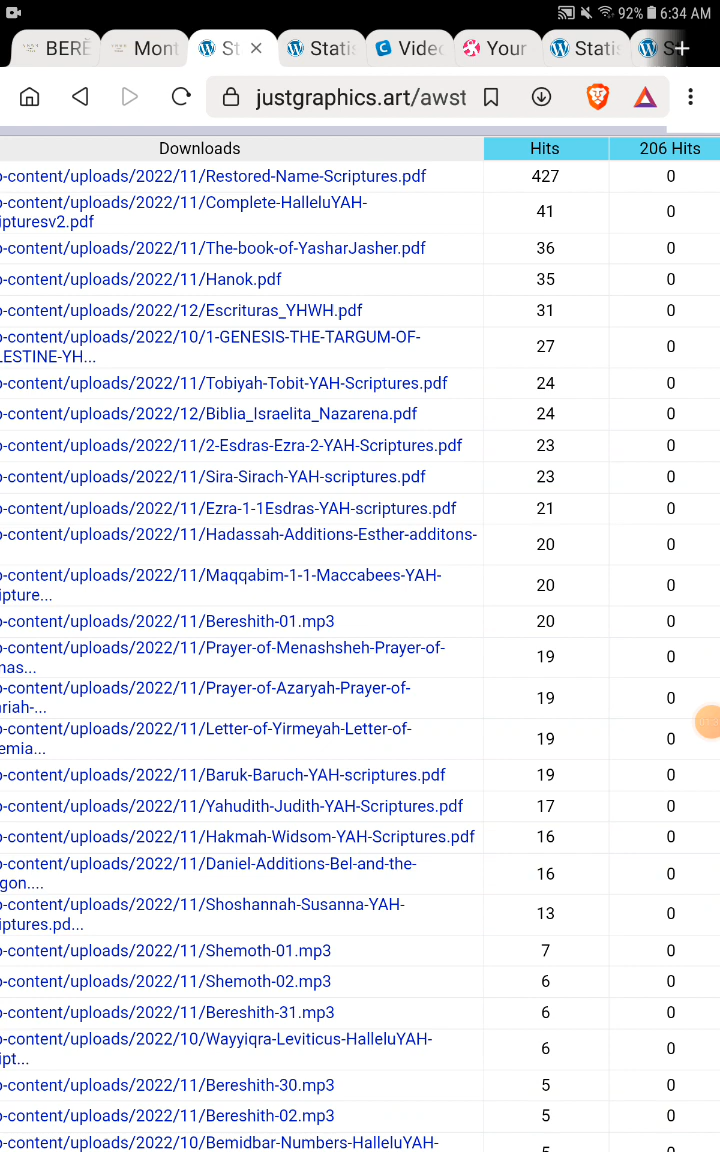 92% 6:34 AM
BERĒ Mont St Statis Videc Your Statis S
justgraphics.art/awst
Downloads Hits 206 Hits
o-content/uploads/2022/11/Restored-Name-Scriptures.pdf 427 0
o-content/uploads/2022/11/Complete-HalleluYAH-
ipturesv2.pdf 41 0
o-content/uploads/2022/11/The-book-of-YasharJasher.pdf 36 0
o-content/uploads/2022/11/Hanok.pdf 35 0
o-content/uploads/2022/12/Escrituras_YHWH.pdf 31 0
o-content/uploads/2022/10/1-GENESIS-THE-TARGUM-OF-
LESTINE-YH... 27 0
o-content/uploads/2022/11/Tobiyah-Tobit-YAH-Scriptures.pdf 24 0
o-content/uploads/2022/12/Biblia_Israelita_Nazarena.pdf 24 0
o-content/uploads/2022/11/2-Esdras-Ezra-2-YAH-Scriptures.pdf 23 0
o-content/uploads/2022/11/Sira-Sirach-YAH-scriptures.pdf 23 0
o-content/uploads/2022/11/Ezra-1-1Esdras-YAH-scriptures.pdf 21 0
o-content/uploads/2022/11/Hadassah-Additions-Esther-additons- 20 0
o-content/uploads/2022/11/Maqqabim-1-1-Maccabees-YAH-
ipture... 20 0
o-content/uploads/2022/11/Bereshith-01.mp3 20 0
o-content/uploads/2022/11/Prayer-of-Menashsheh-Prayer-of-
nas... 19 0
o-content/uploads/2022/11/Prayer-of-Azaryah-Prayer-of-
riah-... 19 0
o-content/uploads/2022/11/Letter-of-Yirmeyah-Letter-of-
emia... 19 0
o-content/uploads/2022/11/Baruk-Baruch-YAH-scriptures.pdf 19 0
o-content/uploads/2022/11/Yahudith-Judith-YAH-Scriptures.pdf 17 0
o-content/uploads/2022/11/Hakmah-Widsom-YAH-Scriptures.pdf 16 0
o-content/uploads/2022/11/Daniel-Additions-Bel-and-the-
gon.... 16 0
o-content/uploads/2022/11/Shoshannah-Susanna-YAH-
iptures.pd... 13 0
o-content/uploads/2022/11/Shemoth-01.mp3 7 0
o-content/uploads/2022/11/Shemoth-02.mp3 6 0
o-content/uploads/2022/11/Bereshith-31.mp3 6 0
o-content/uploads/2022/10/Wayyiqra-Leviticus-HalleluYAH-
ipt... 6 0
o-content/uploads/2022/11/Bereshith-30.mp3 5 0
o-content/uploads/2022/11/Bereshith-02.mp3 5 0
o-content/uploads/2022/10/Bemidbar-Numbers-HalleluYAH-